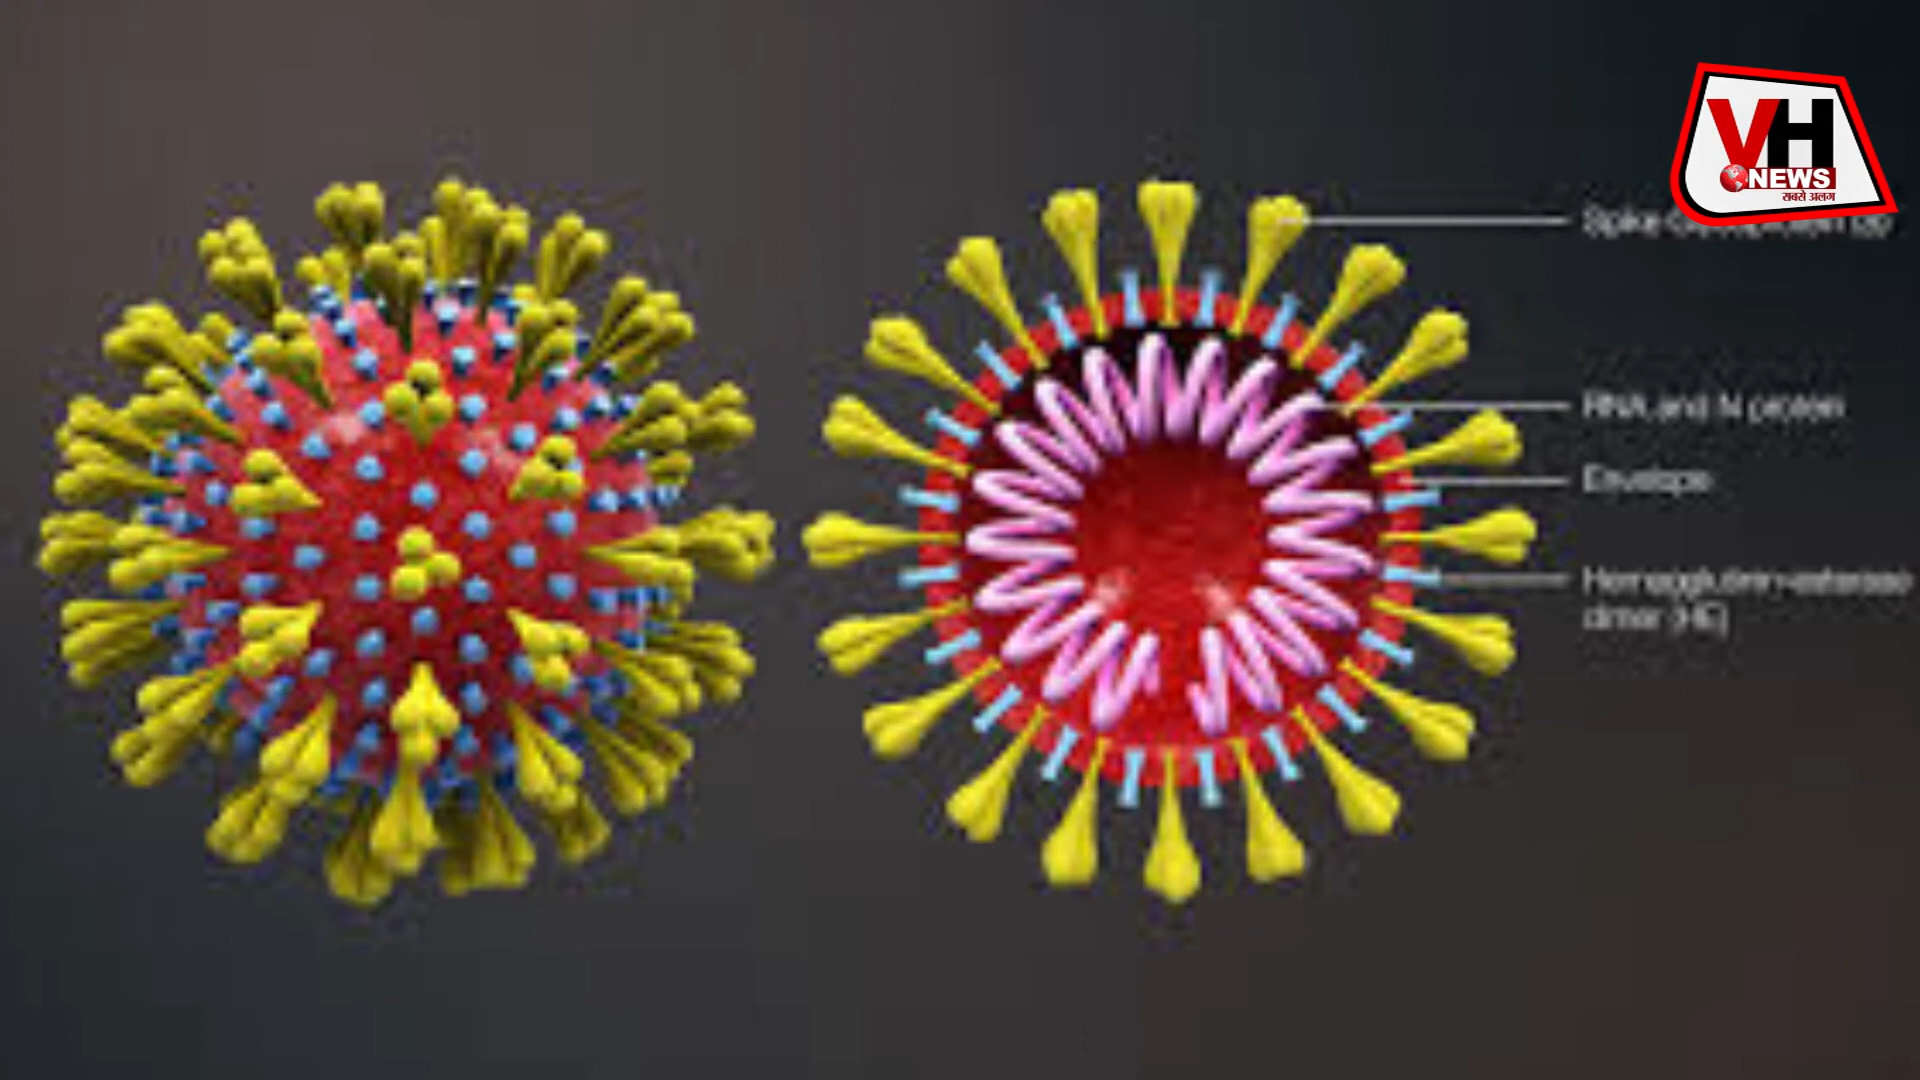 VH
NEWS
सबसे अलग
Spike
RNA and N protein
Envelope
Hemagglutinin-esterase
dimer (HE)